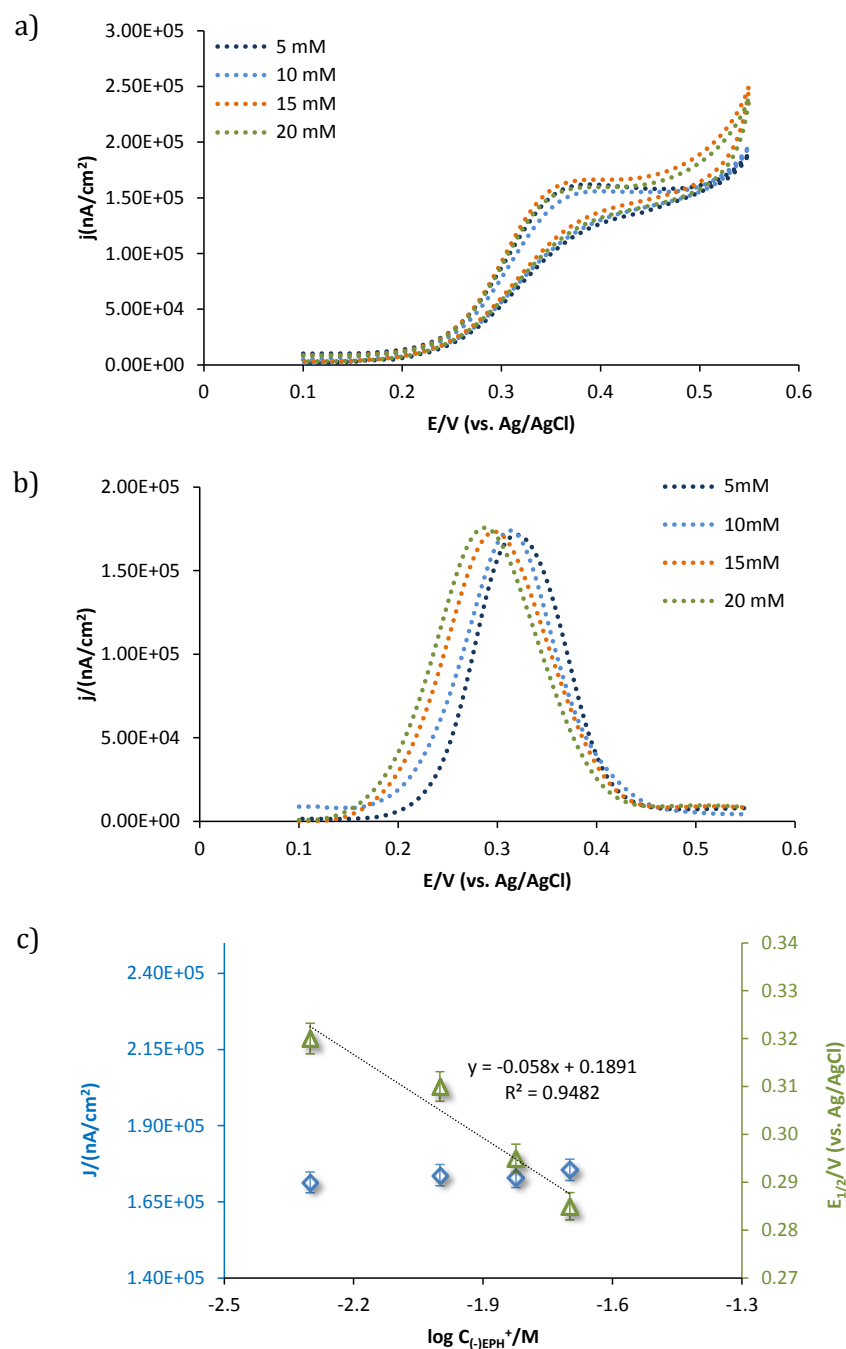 a)
3.00E+05
2.50E+05
2.00E+05
1.50E+05
1.00E+05
5.00E+04
0.00E+00
j(nA/cm²)
5 mM
10 mM
15 mM
20 mM
0 0.1 0.2 0.3 0.4 0.5 0.6
E/V (vs. Ag/AgCl)
b)
2.00E+05
1.50E+05
1.00E+05
5.00E+04
0.00E+00
j/(nA/cm²)
5mM
10mM
15mM
20 mM
0 0.1 0.2 0.3 0.4 0.5 0.6
E/V (vs. Ag/AgCl)
c)
2.40E+05
2.15E+05
1.90E+05
1.65E+05
1.40E+05
J/(nA/cm²)
y = -0.058x + 0.1891
R² = 0.9482
0.34
0.33
0.32
0.31
0.30
0.29
0.28
0.27
E1/2/V (vs. Ag/AgCl)
-2.5 -2.2 -1.9 -1.6 -1.3
log C(-)EPH⁺/M